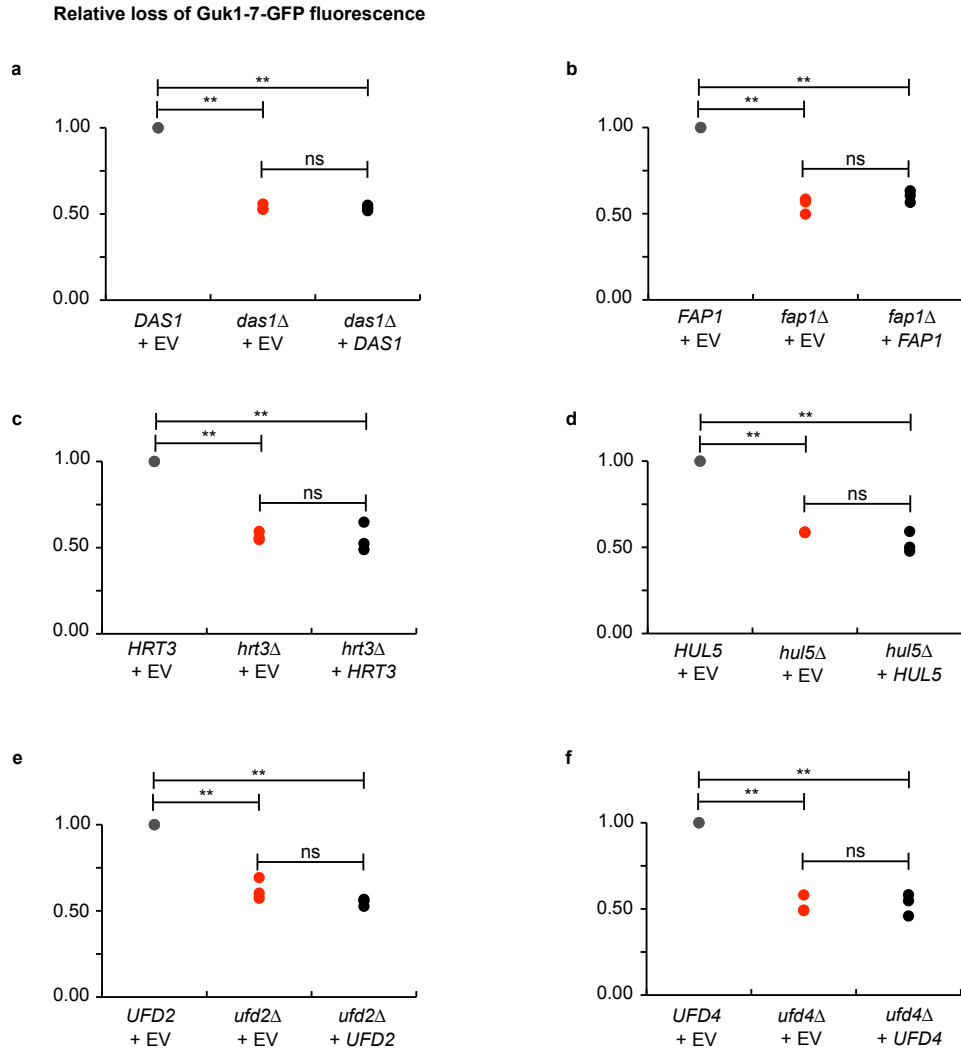 Relative loss of Guk1-7-GFP fluorescence
a
**
**
ns
1.00
0.50
0.00
DAS1 das1Δ das1Δ
+ EV + EV + DAS1
b
**
**
ns
1.00
0.50
0.00
FAP1 fap1Δ fap1Δ
+ EV + EV + FAP1
c
**
**
ns
1.00
0.50
0.00
HRT3 hrt3Δ hrt3Δ
+ EV + EV + HRT3
d
**
**
ns
1.00
0.50
0.00
HUL5 hul5Δ hul5Δ
+ EV + EV + HUL5
e
**
**
ns
1.00
0.50
0.00
UFD2 ufd2Δ ufd2Δ
+ EV + EV + UFD2
f
**
**
ns
1.00
0.50
0.00
UFD4 ufd4Δ ufd4Δ
+ EV + EV + UFD4